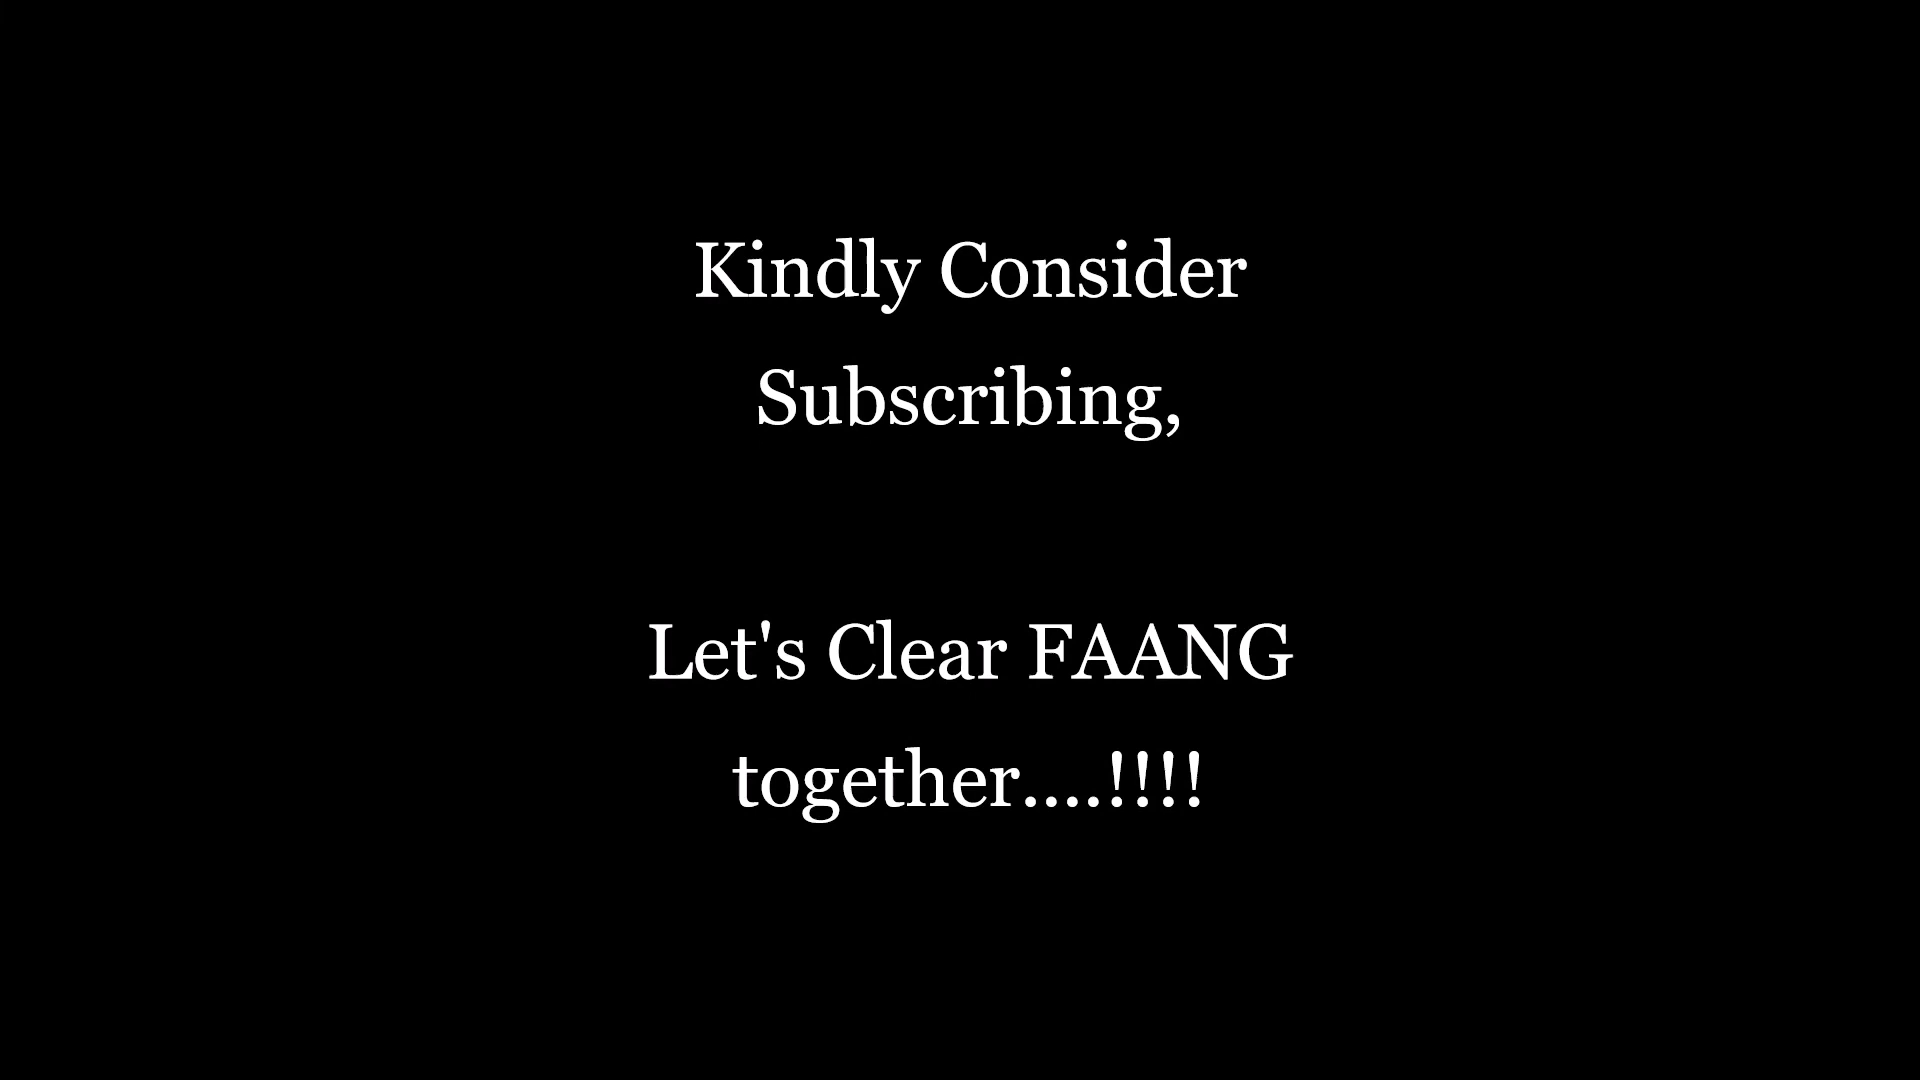 Kindly Consider
Subscribing,
Let's Clear FAANG
together....!!!!